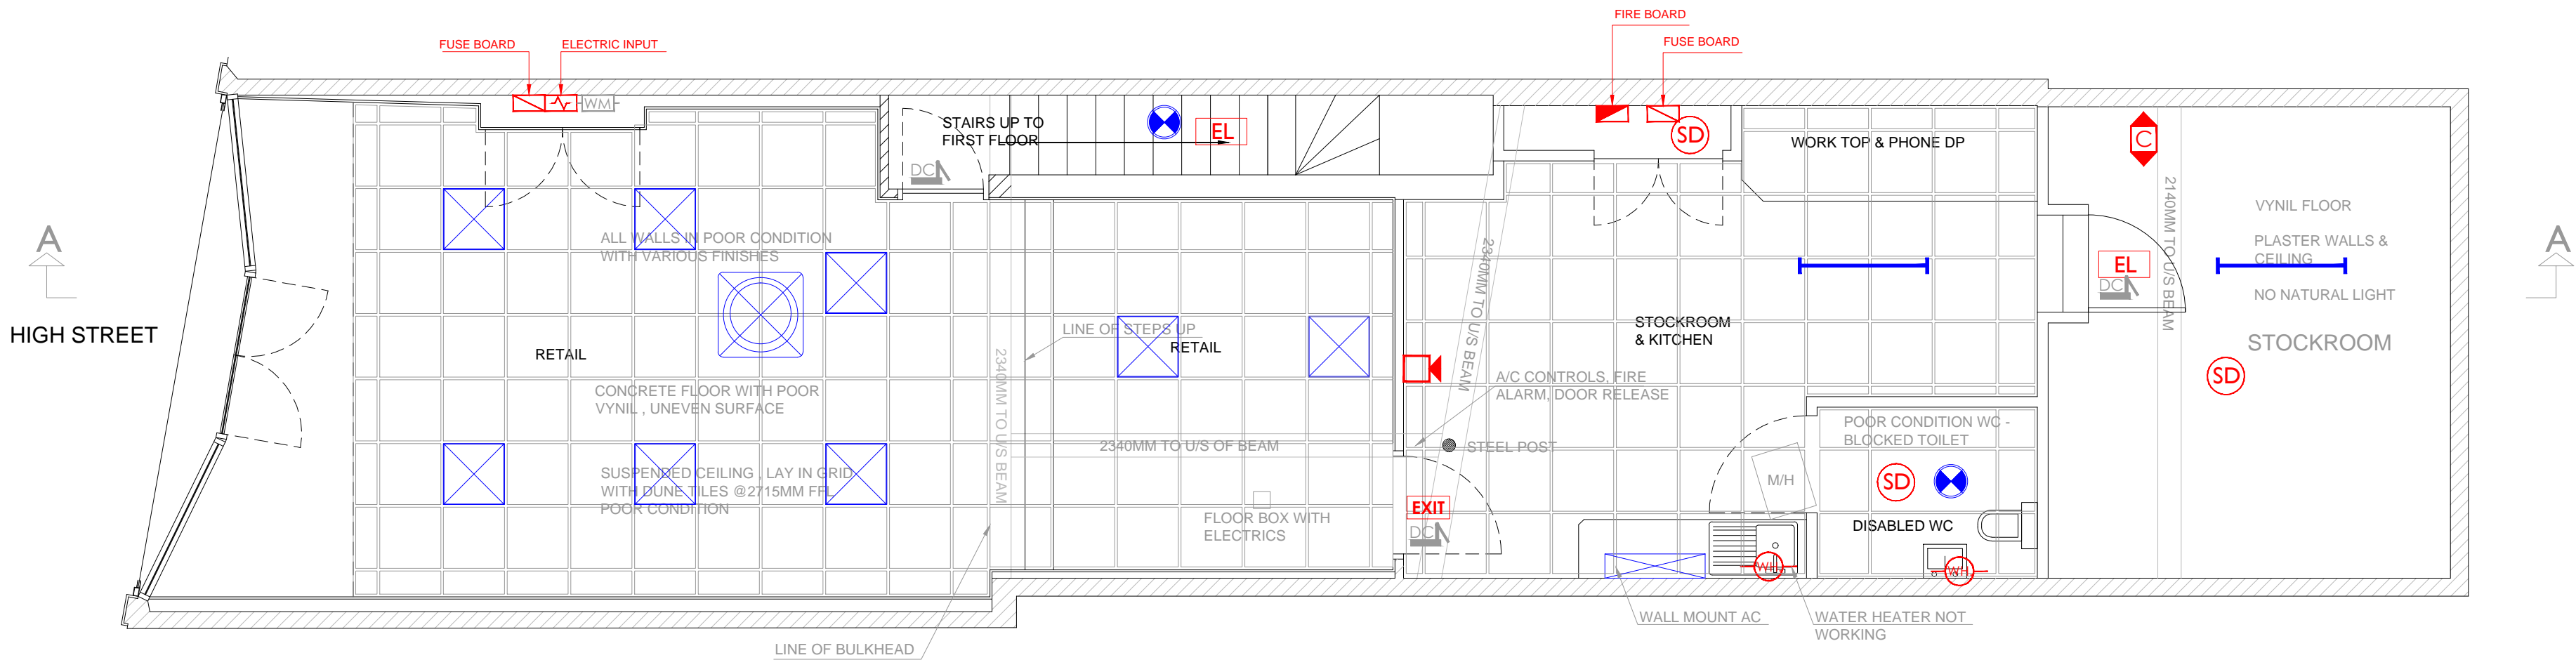 FIRE BOARD
FUSE BOARD
FUSE BOARD
ELECTRIC INPUT
WM
STAIRS UP TO
FIRST FLOOR
EL
SD
WORK TOP & PHONE DP
C
DC
A
A
HIGH STREET
ALL WALLS IN POOR CONDITION
WITH VARIOUS FINISHES
RETAIL
CONCRETE FLOOR WITH POOR
VYNIL , UNEVEN SURFACE
SUSPENDED CEILING , LAY IN GRID
WITH DUNE TILES @2715MM FFL
POOR CONDITION
2340MM TO U/S BEAM
LINE OF STEPS UP
RETAIL
2340MM TO U/S OF BEAM
FLOOR BOX WITH
ELECTRICS
LINE OF BULKHEAD
2340MM TO U/S BEAM
STOCKROOM
& KITCHEN
A/C CONTROLS, FIRE
ALARM, DOOR RELEASE
STEEL POST
EXIT
DC
POOR CONDITION WC -
BLOCKED TOILET
M/H
SD
DISABLED WC
WH
WH
WALL MOUNT AC
WATER HEATER NOT
WORKING
EL
DC
2140MM TO U/S BEAM
VYNIL FLOOR
PLASTER WALLS &
CEILING
NO NATURAL LIGHT
STOCKROOM
SD